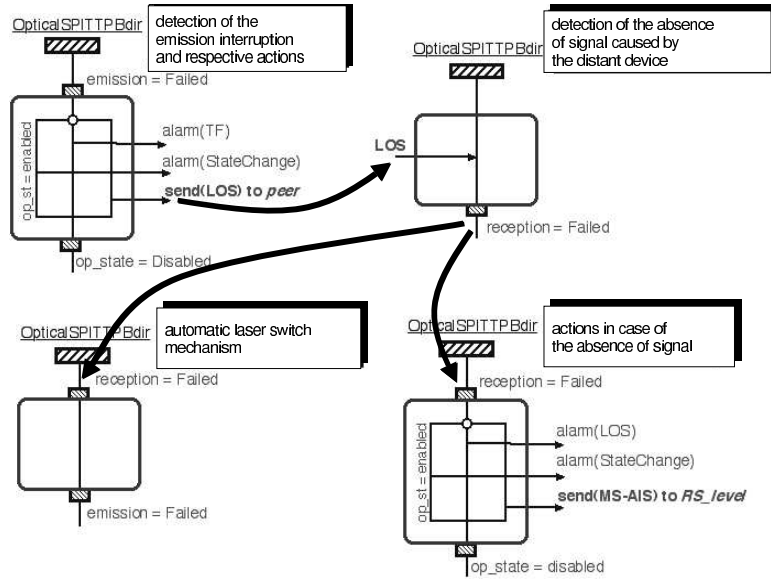 OpticalSPITTPBdir
detection of the
emission interruption
and respective actions
emission = Failed
op_st = enabled
alarm(TF)
alarm(StateChange)
send(LOS) to peer
op_state = Disabled
OpticalSPITTPBdir
detection of the absence
of signal caused by
the distant device
LOS
reception = Failed
OpticalSPITTPBdir
automatic laser switch
mechanism
reception = Failed
emission = Failed
OpticalSPITTPBdir
actions in case of
the absence of signal
reception = Failed
op_st = enabled
alarm(LOS)
alarm(StateChange)
send(MS-AIS) to RS_level
op_state = disabled